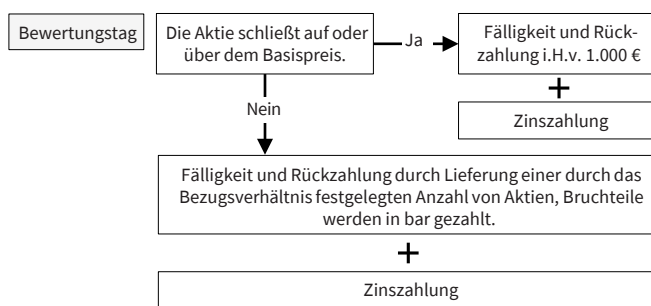 Bewertungstag
Die Aktie schließt auf oder
über dem Basispreis.
Ja
Fälligkeit und Rück-
zahlung i.H.v. 1.000 €
+
Zinszahlung
Nein
Fälligkeit und Rückzahlung durch Lieferung einer durch das
Bezugsverhältnis festgelegten Anzahl von Aktien, Bruchteile
werden in bar gezahlt.
+
Zinszahlung